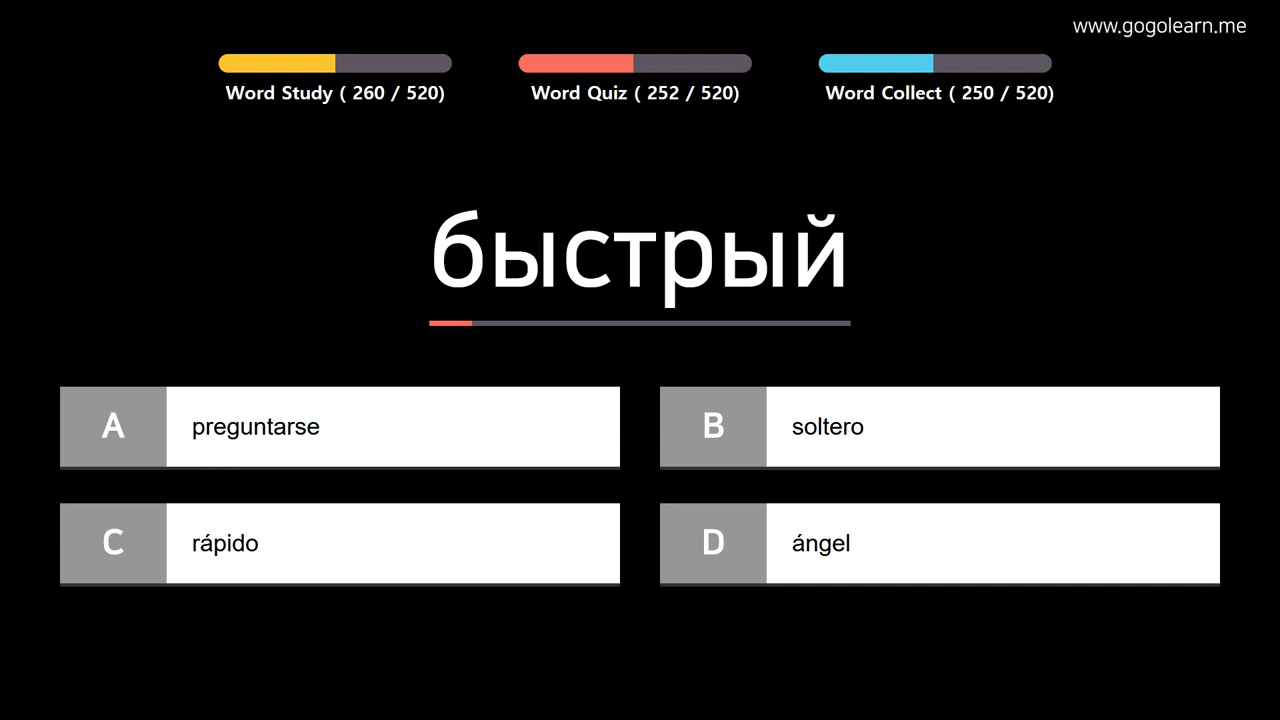 www.gogolearn.me
Word Study ( 260 / 520)
Word Quiz ( 252 / 520)
Word Collect ( 250 / 520)
быстрый
A preguntarse
B soltero
C rápido
D ángel